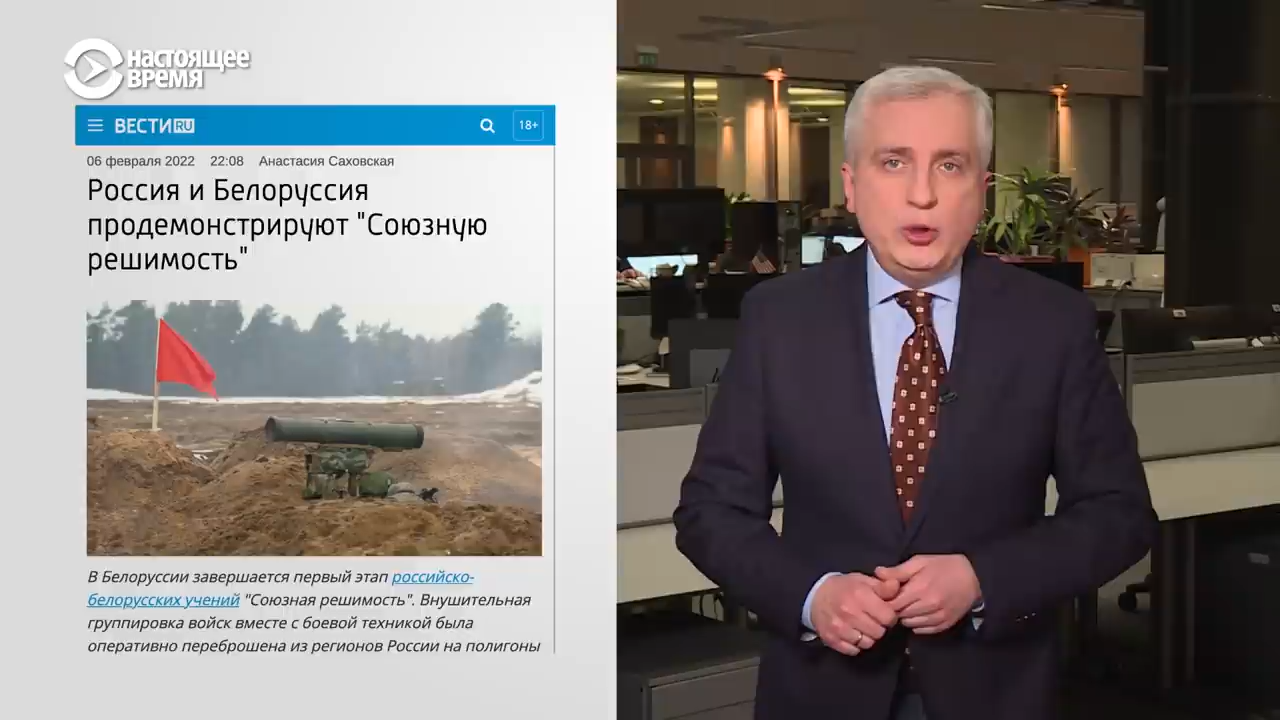 НАСТОЯЩЕЕ
ВРЕМЯ
ВЕСТИ RU
18+
06 февраля 2022 22:08 Анастасия Саховская
Россия и Белоруссия
продемонстрируют "Союзную
решимость"
В Белоруссии завершается первый этап российско-
белорусских учений "Союзная решимость". Внушительная
группировка войск вместе с боевой техникой была
оперативно переброшена из регионов России на полигоны